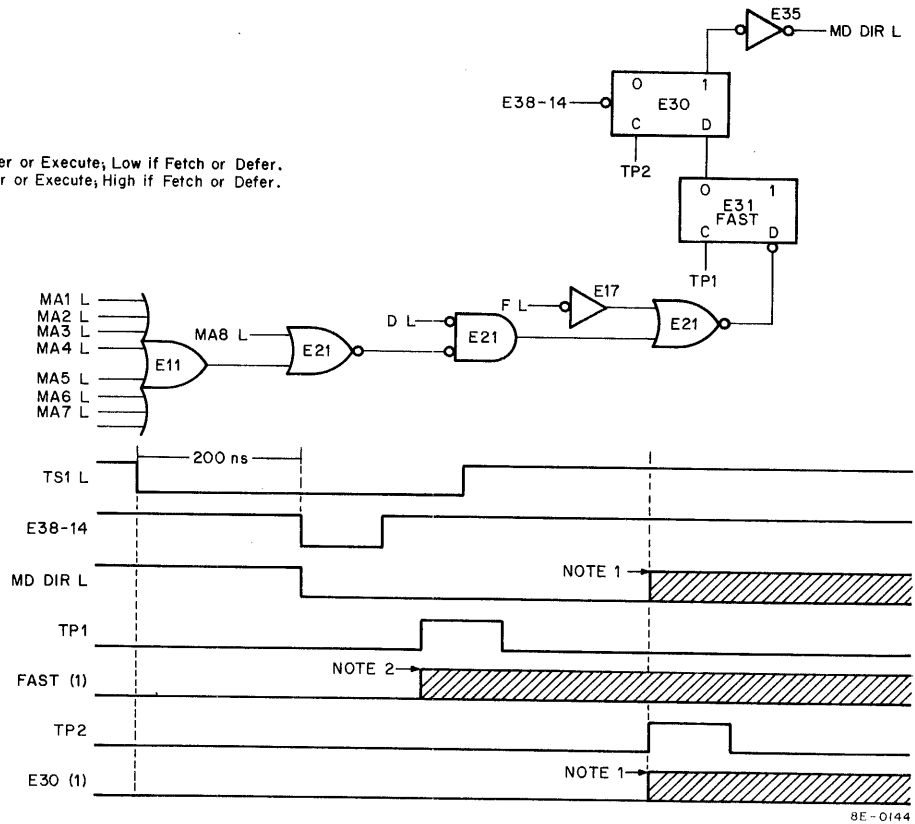 E35
MD DIR L
O 1
E38-14
E30
C D
TP2
er or Execute; Low if Fetch or Defer.
r or Execute; High if Fetch or Defer.
O 1
E31
FAST
C D
TP1
MA1 L
MA2 L
MA3 L
MA4 L
MA5 L
MA6 L
MA7 L
E11
MA8 L
E21
D L
E21
F L
E17
E21
200 ns
TS1 L
E38-14
MD DIR L
NOTE 1
TP1
NOTE 2
FAST (1)
TP2
NOTE 1
E30 (1)
8E-0144